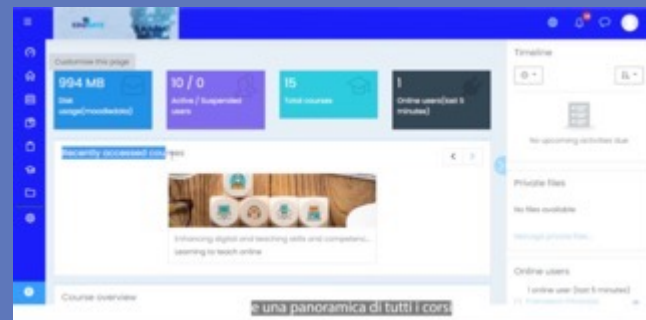 Customise this page
994 MB
Disk
usage(moodledata)
10 / 0
Active / Suspended
users
15
Total courses
1
Online users(last 5
minutes)
Recently accessed courses
Enhancing digital and teaching skills and competenc...
Learning to teach online
Course overview
Timeline
No upcoming activities due
Private files
No files available
Manage private files...
Online users
1 online user (last 5 minutes)
e una panoramica di tutti i corsi